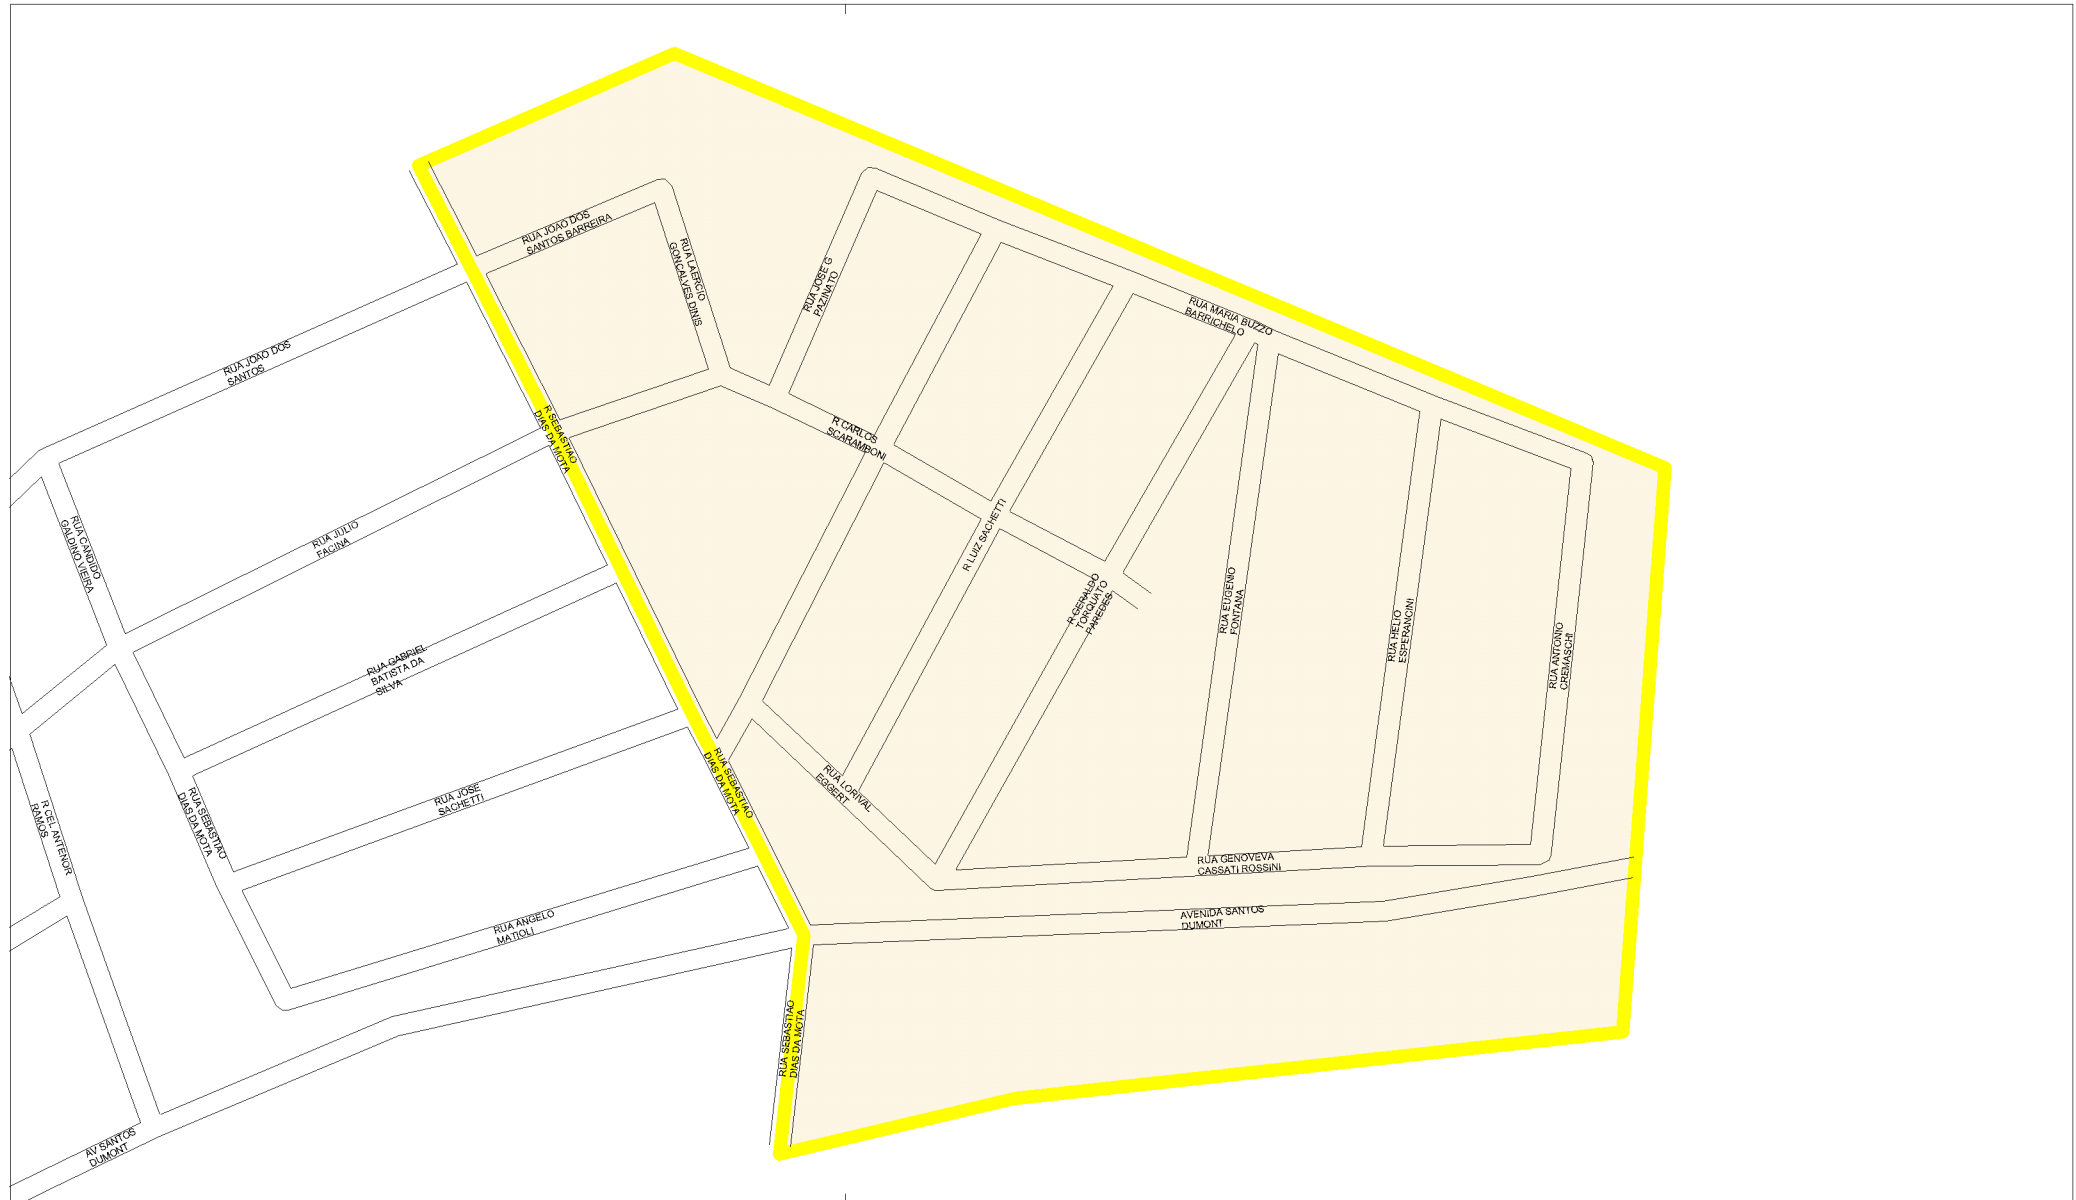 RUA JOAO DOS
SANTOS BARREIRA
RUA LAERCIO
GONCALVES DINIS
RUA JOSE G
PAZINATO
RUA MARIA BUZZO
BARRICHELO
RUA JOAO DOS
SANTOS
R SEBASTIAO
DIAS DA MOTA
R CARLOS
SCARAMBONI
RUA CANDIDO
GALDINO VIEIRA
RUA JULIO
FACINA
R LUIZ SACHETTI
R GERALDO
TORQUATO
PAREDES
RUA EUGENIO
FONTANA
RUA HELIO
ESPERANCINI
RUA ANTONIO
CREMASCHI
RUA GABRIEL
BATISTA DA
SILVA
RUA SEBASTIAO
DIAS DA MOTA
RUA JOSE
SACHETTI
RUA LORIVAL
EGGERT
R CEL ANTENOR
RAMOS
RUA SEBASTIAO
DIAS DA MOTA
RUA GENOVEVA
CASSATI ROSSINI
RUA ANGELO
MATIOLI
AVENIDA SANTOS
DUMONT
RUA SEBASTIAO
DIAS DA MOTA
AV SANTOS
DUMONT